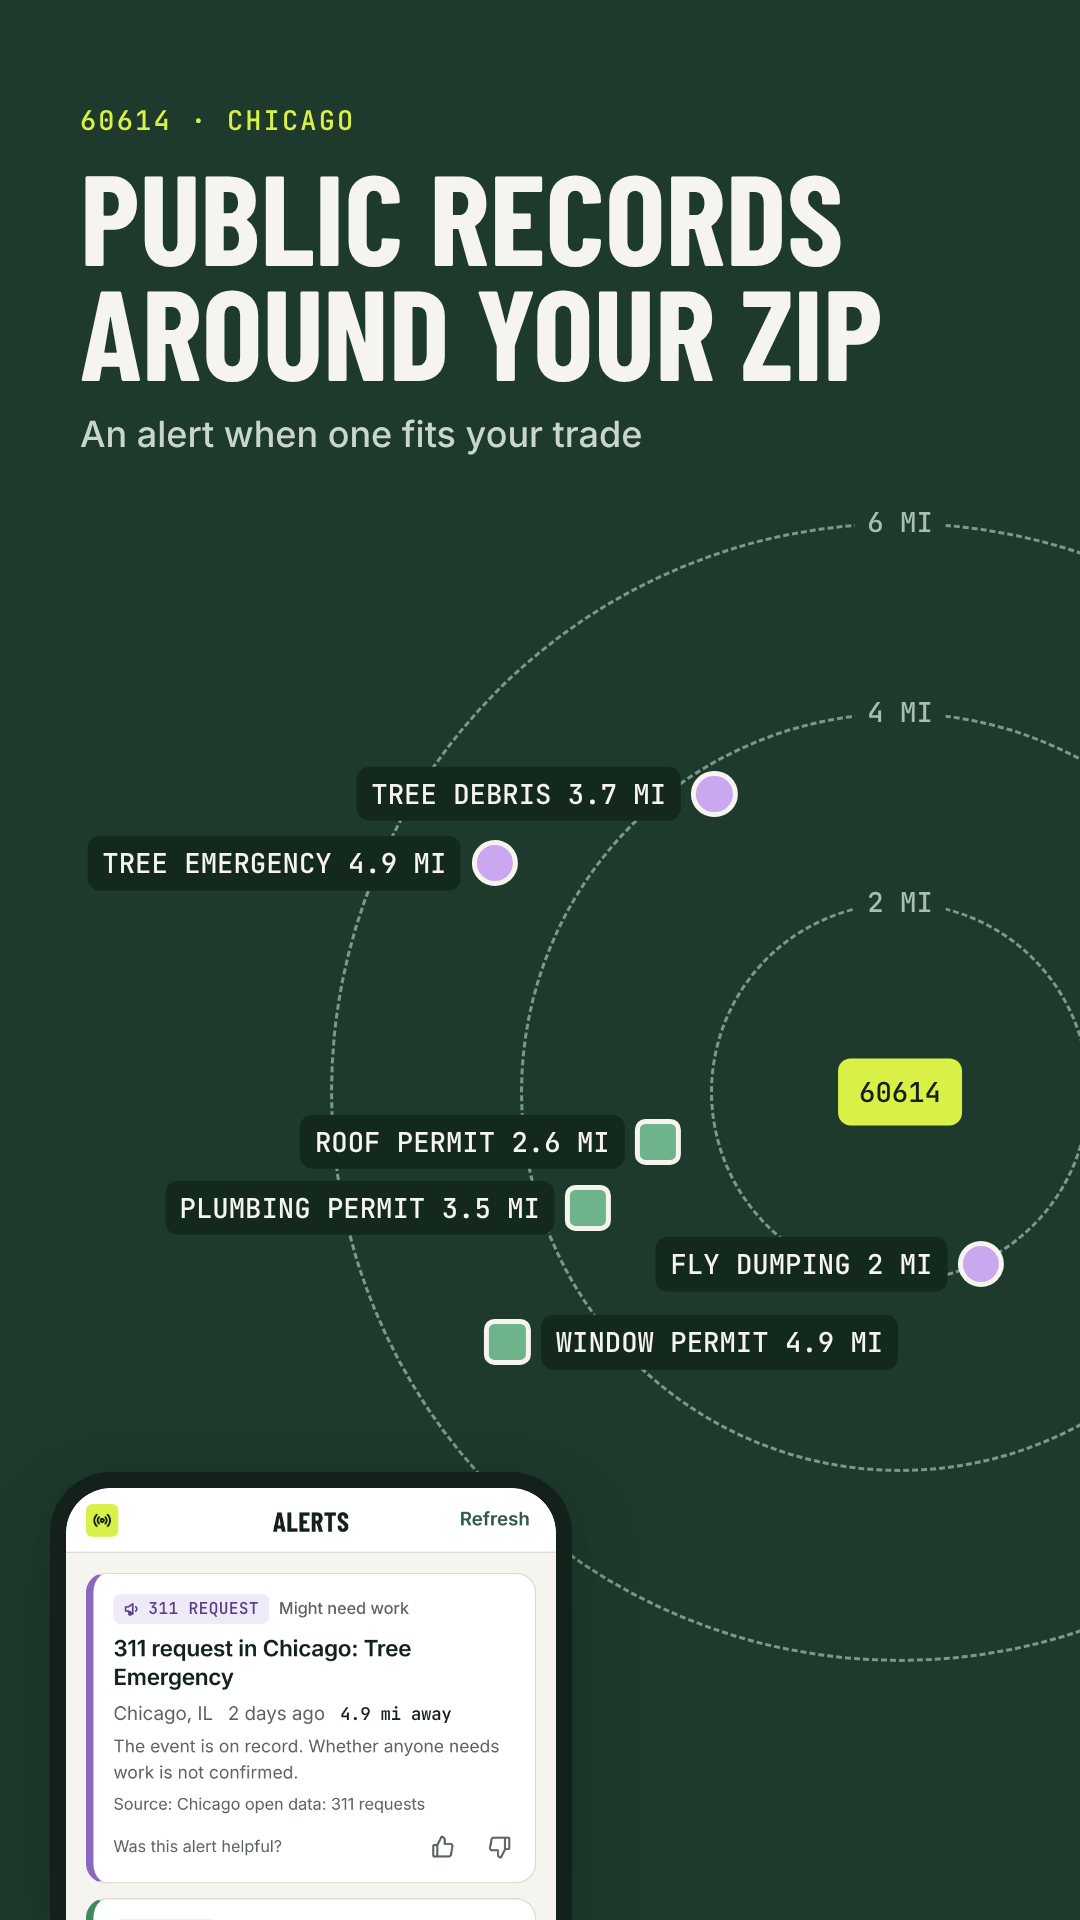 60614 · CHICAGO
PUBLIC RECORDS
AROUND YOUR ZIP
An alert when one fits your trade
6 MI
4 MI
TREE DEBRIS 3.7 MI
TREE EMERGENCY 4.9 MI
2 MI
60614
ROOF PERMIT 2.6 MI
PLUMBING PERMIT 3.5 MI
FLY DUMPING 2 MI
WINDOW PERMIT 4.9 MI
ALERTS
Refresh
311 REQUEST Might need work
311 request in Chicago: Tree
Emergency
Chicago, IL 2 days ago 4.9 mi away
The event is on record. Whether anyone needs
work is not confirmed.
Source: Chicago open data: 311 requests
Was this alert helpful?